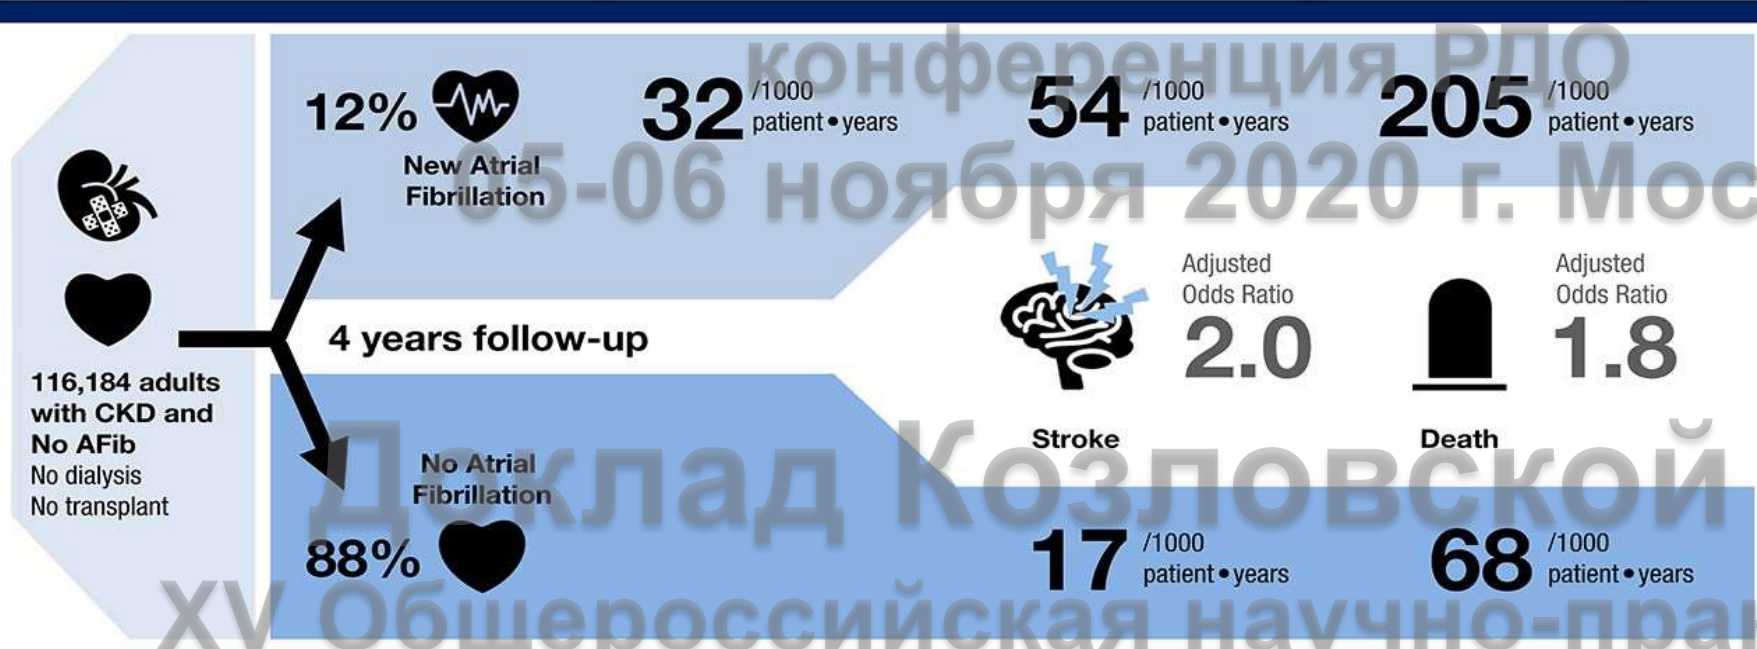 конференция РДО
12%
New Atrial
Fibrillation
32 /1000
patient•years
54 /1000
patient•years
205 /1000
patient•years
05-06 ноября 2020 г. Мос
116,184 adults
with CKD and
No AFib
No dialysis
No transplant
4 years follow-up
Adjusted
Odds Ratio
2.0
Stroke
Adjusted
Odds Ratio
1.8
Death
Доклад Козловской
No Atrial
Fibrillation
88%
17 /1000
patient•years
68 /1000
patient•years
XV Общероссийская научно-прак